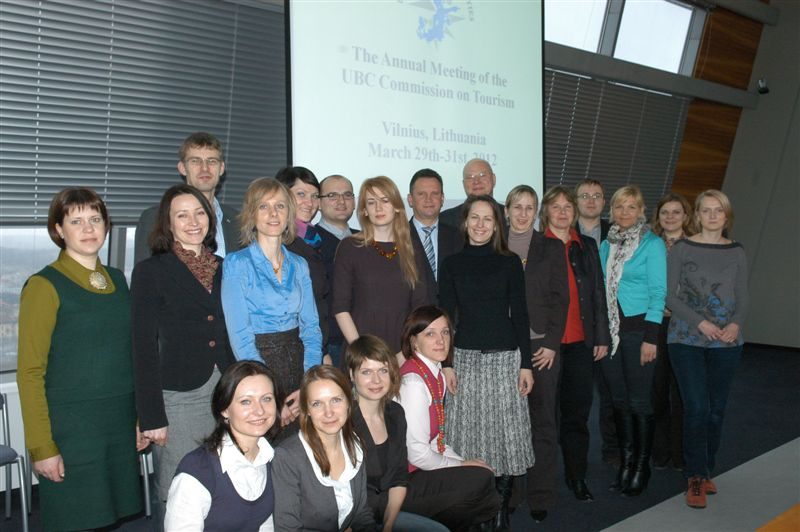 The Annual Meeting of the
UBC Commission on Tourism
Vilnius, Lithuania
March 29th-31st, 2012